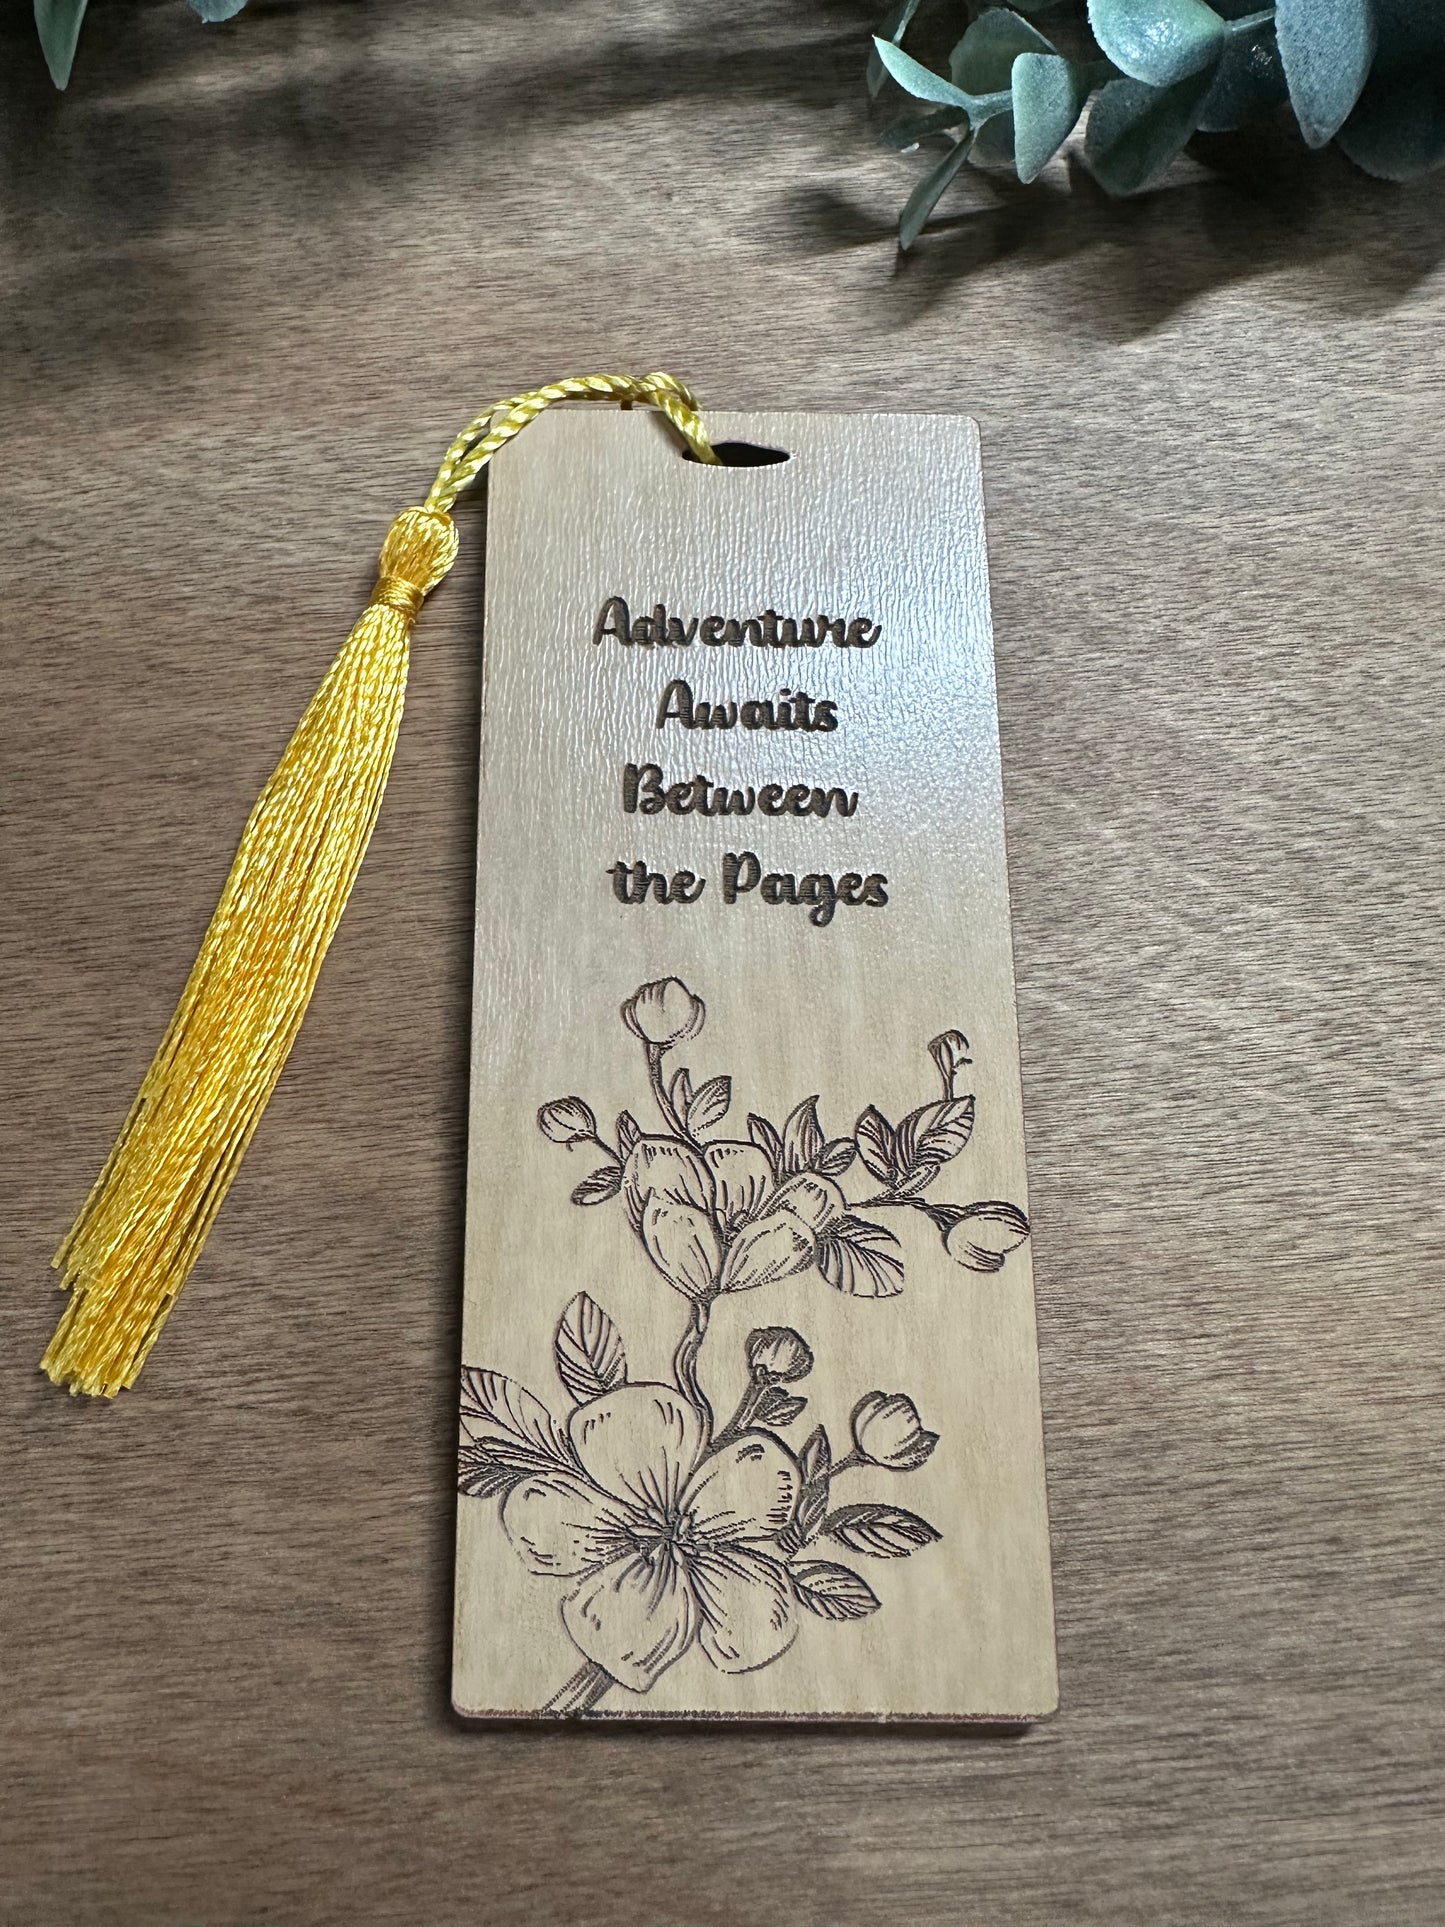 Adventure
Awaits
Between
the Pages